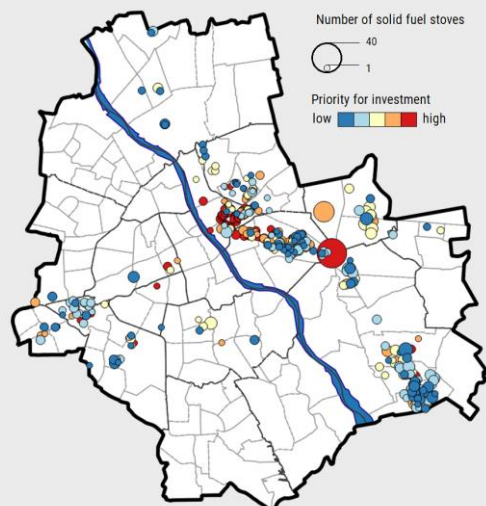 Number of solid fuel stoves
40
1
Priority for investment
low high